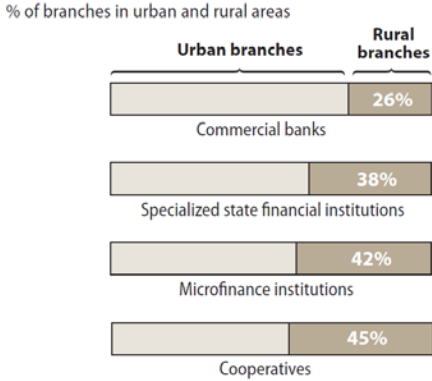 % of branches in urban and rural areas
Urban branches
Rural
branches
26%
Commercial banks
38%
Specialized state financial institutions
42%
Microfinance institutions
45%
Cooperatives